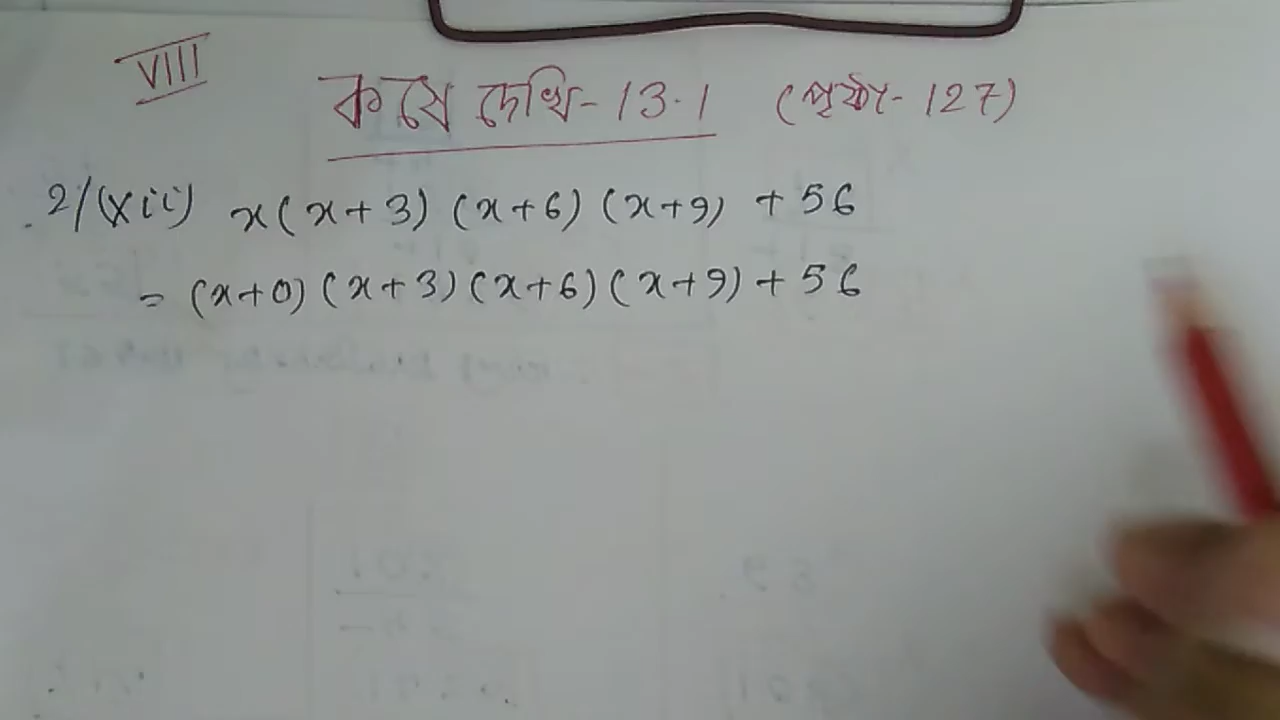 VIII
কষে দেখি - 13.1 (পৃষ্ঠা - 127)
2/(xii) x(x+3)(x+6)(x+9) + 56
= (x+0)(x+3)(x+6)(x+9) + 56